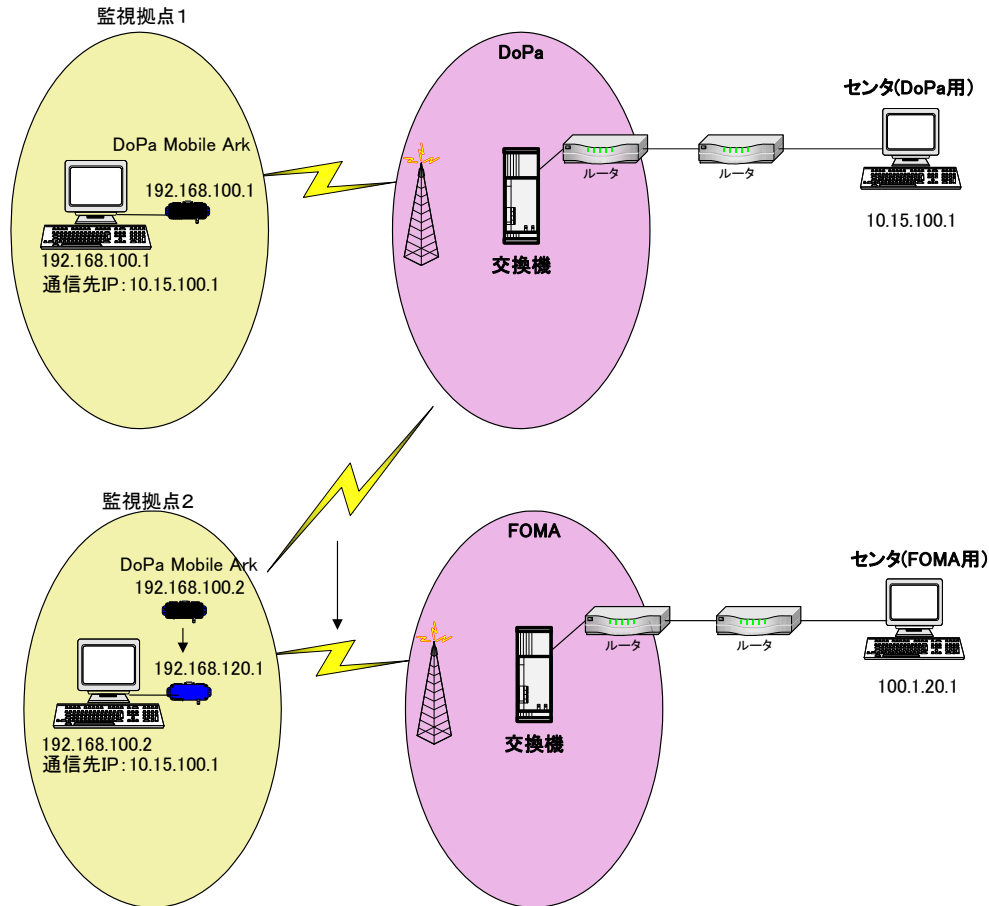 監視拠点1
DoPa
センタ(DoPa用)
DoPa Mobile Ark
192.168.100.1
ルータ
ルータ
192.168.100.1
通信先IP：10.15.100.1
交換機
10.15.100.1
監視拠点2
FOMA
センタ(FOMA用)
DoPa Mobile Ark
192.168.100.2
192.168.120.1
ルータ
ルータ
100.1.20.1
192.168.100.2
通信先IP：10.15.100.1
交換機